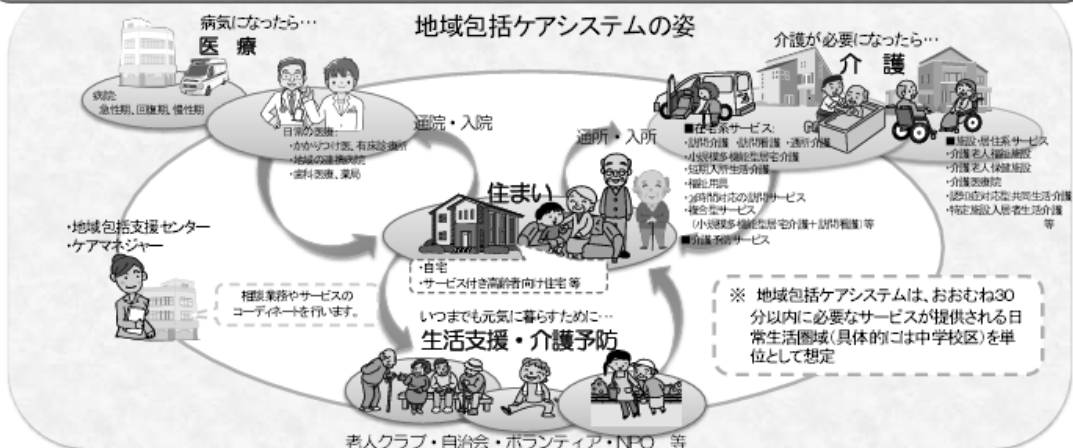 地域包括ケアシステムの姿
病気になったら…
医 療
病院:
急性期、回復期、慢性期
日常の医療:
・かかりつけ医、有床診療所
・地域の連携病院
・歯科医療、薬局
通院・入院
通所・入所
介護が必要になったら…
介 護
■在宅系サービス:
・訪問介護 ・訪問看護 ・通所介護
・小規模多機能型居宅介護
・短期入所生活介護
・福祉用具
・24時間対応の訪問サービス
・複合型サービス
（小規模多機能型居宅介護＋訪問看護）等
■介護予防サービス
■施設・居住系サービス
・介護老人福祉施設
・介護老人保健施設
・介護医療院
・認知症対応型共同生活介護
・特定施設入居者生活介護
等
住まい
・自宅
・サービス付き高齢者向け住宅 等
・地域包括支援センター
・ケアマネジャー
相談業務やサービスの
コーディネートを行います。
いつまでも元気に暮らすために…
生活支援・介護予防
老人クラブ・自治会・ボランティア・NPO 等
※ 地域包括ケアシステムは、おおむね30
分以内に必要なサービスが提供される日
常生活圏域（具体的には中学校区）を単
位として想定